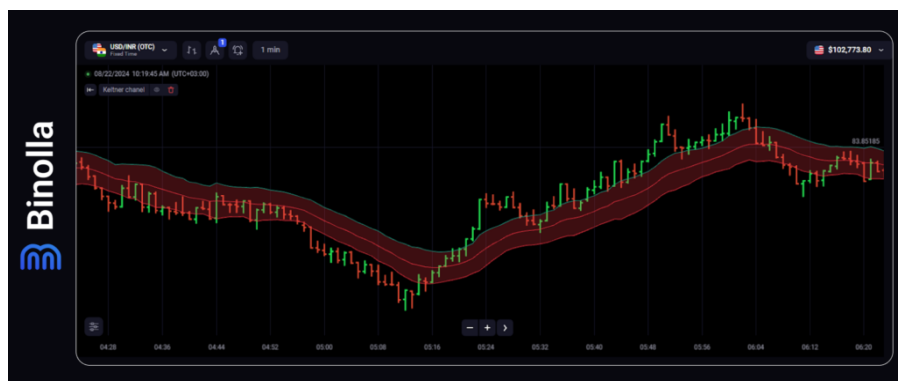 Binolla
USD/INR (OTC)
Fixed Time
1
1 min
$102,773.80
08/22/2024 10:19:45 AM (UTC+03:00)
Keltner chanel
83.85185
04:28 04:36 04:44 04:52 05:00 05:08 05:16 05:24 05:32 05:40 05:48 05:56 06:04 06:12 06:20